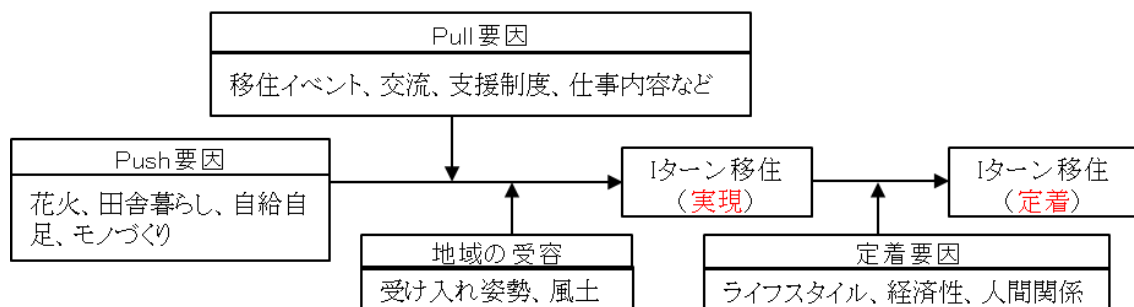 Pull要因
移住イベント、交流、支援制度、仕事内容など
Push要因
花火、田舎暮らし、自給自
足、モノづくり
Iターン移住
（実現）
Iターン移住
（定着）
地域の受容
受け入れ姿勢、風土
定着要因
ライフスタイル、経済性、人間関係